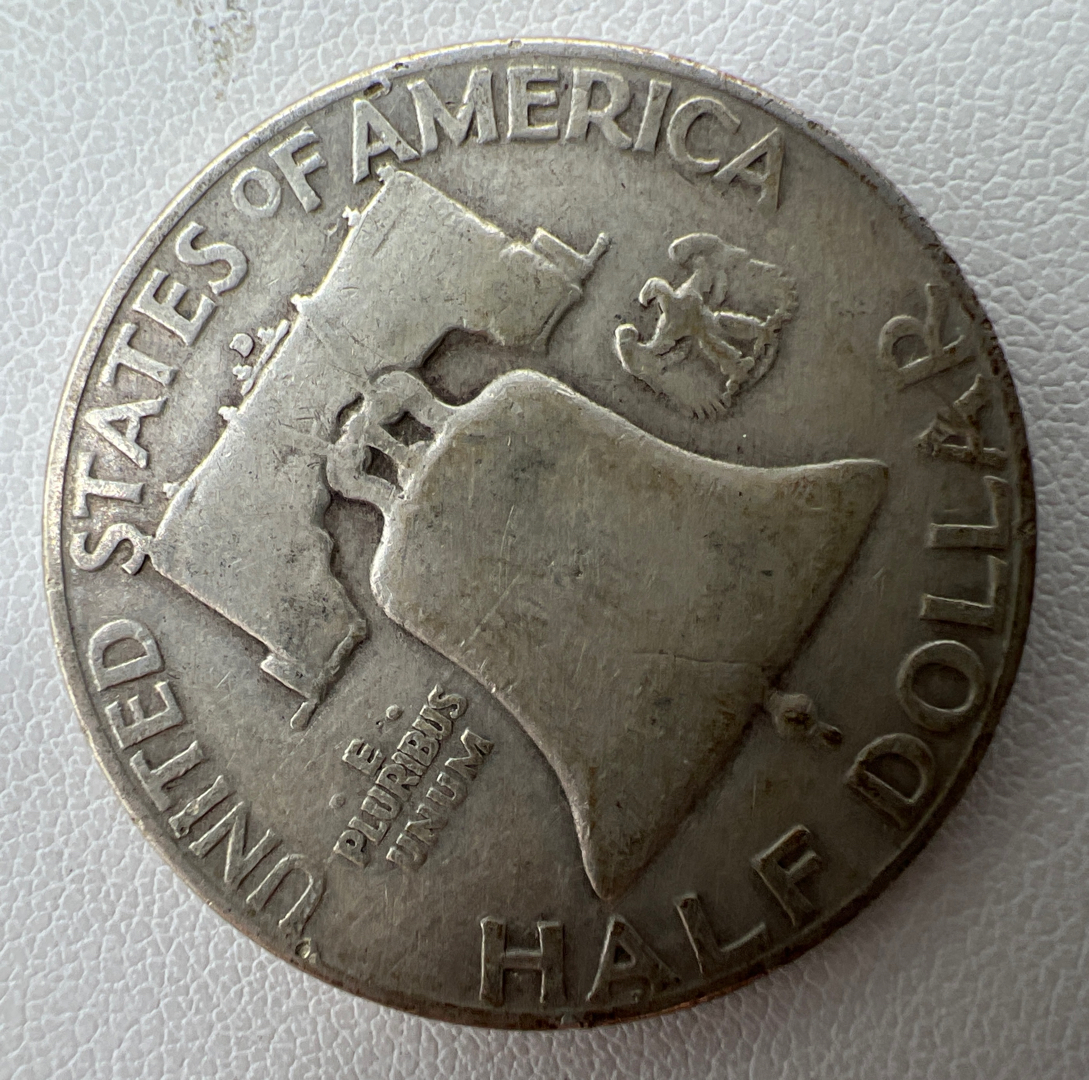 UNITED STATES OF AMERICA
D
E
PLURIBUS
UNUM
HALF DOLLAR